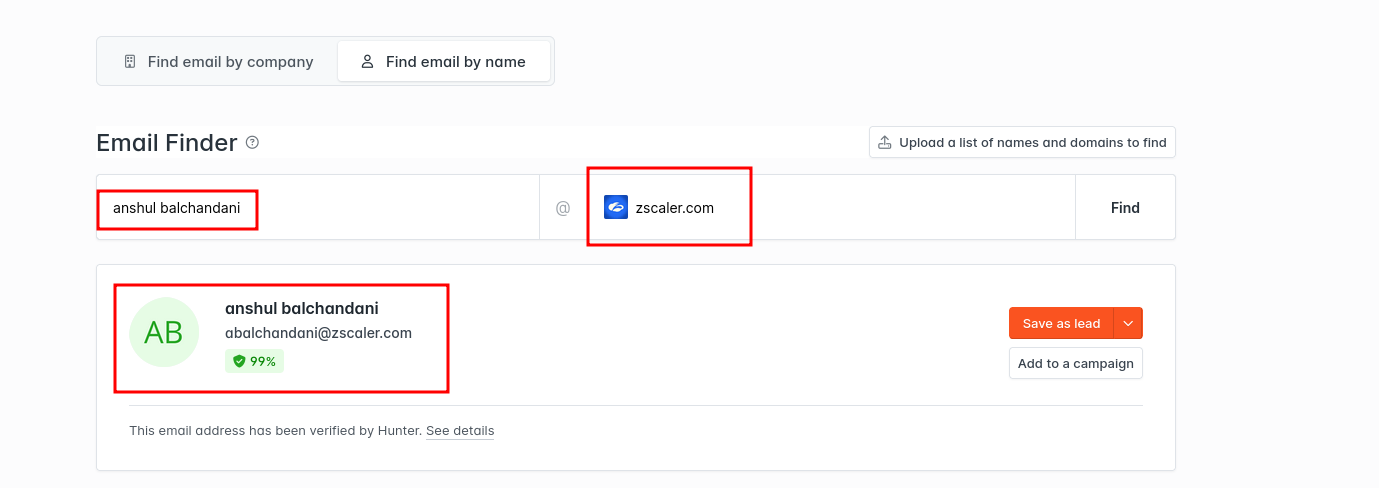 Find email by company
Find email by name
Email Finder
Upload a list of names and domains to find
anshul balchandani
@
zscaler.com
Find
AB
anshul balchandani
abalchandani@zscaler.com
99%
Save as lead
Add to a campaign
This email address has been verified by Hunter. See details